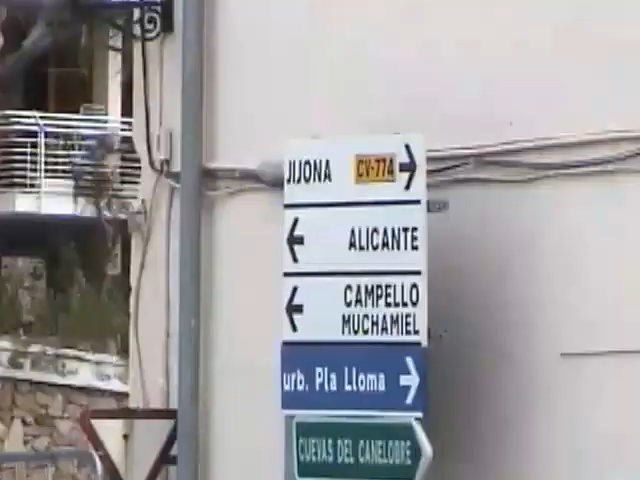 JIJONA CV-774
ALICANTE
CAMPELLO
MUCHAMIEL
urb. Pla Lloma
CUEVAS DEL CANELOBRE